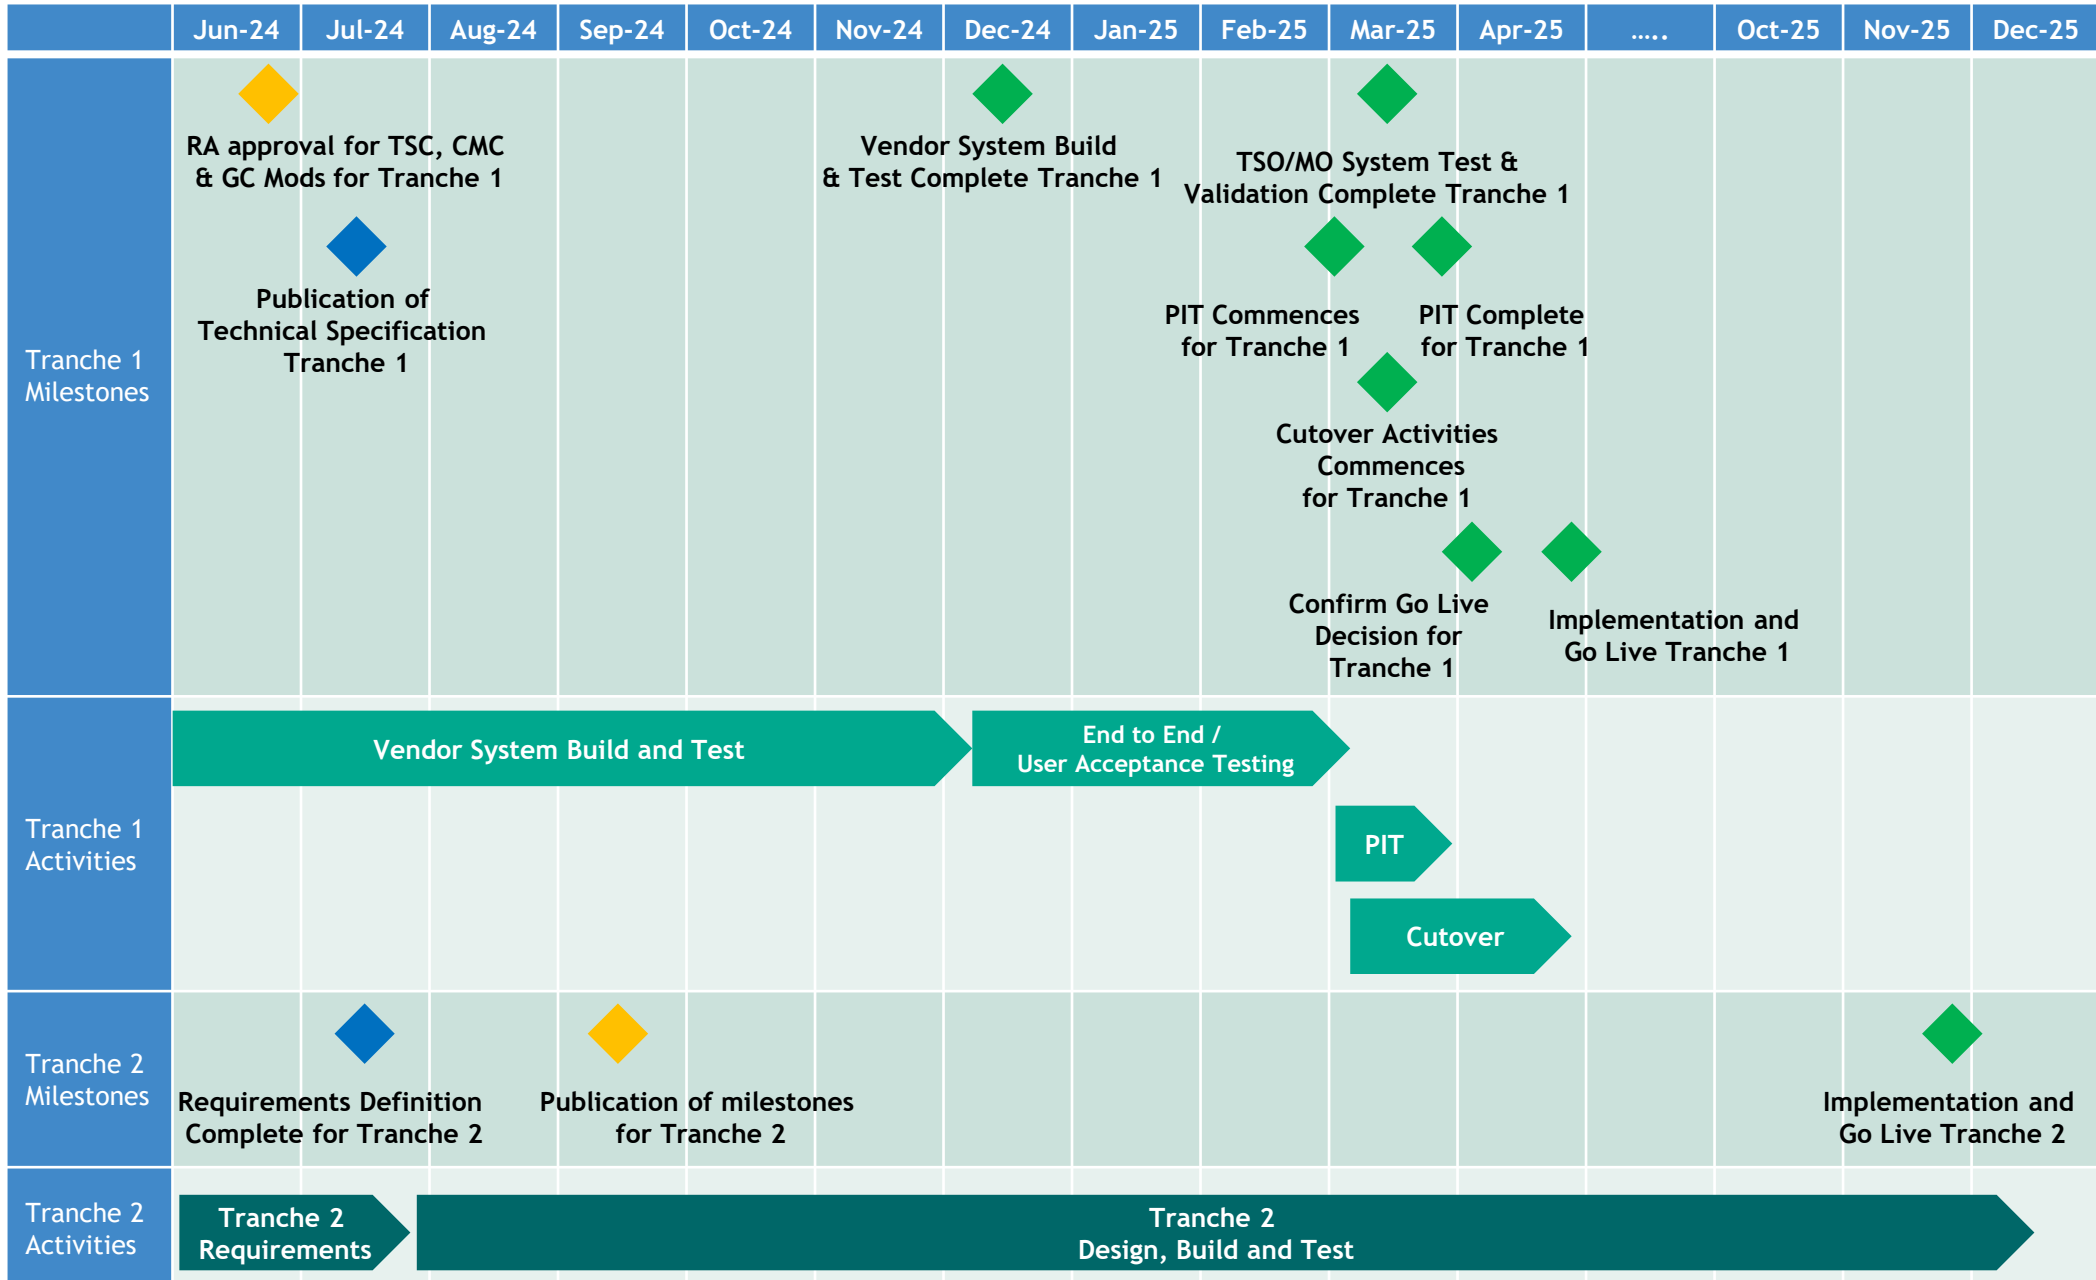 Jun-24
Jul-24
Aug-24
Sep-24
Oct-24
Nov-24
Dec-24
Jan-25
Feb-25
Mar-25
Apr-25
…..
Oct-25
Nov-25
Dec-25
Tranche 1
Milestones
RA approval for TSC, CMC
& GC Mods for Tranche 1
Vendor System Build
& Test Complete Tranche 1
TSO/MO System Test &
Validation Complete Tranche 1
Publication of
Technical Specification
Tranche 1
PIT Commences
for Tranche 1
PIT Complete
for Tranche 1
Cutover Activities
Commences
for Tranche 1
Confirm Go Live
Decision for
Tranche 1
Implementation and
Go Live Tranche 1
Tranche 1
Activities
Vendor System Build and Test
End to End /
User Acceptance Testing
PIT
Cutover
Tranche 2
Milestones
Requirements Definition
Complete for Tranche 2
Publication of milestones
for Tranche 2
Implementation and
Go Live Tranche 2
Tranche 2
Activities
Tranche 2
Requirements
Tranche 2
Design, Build and Test